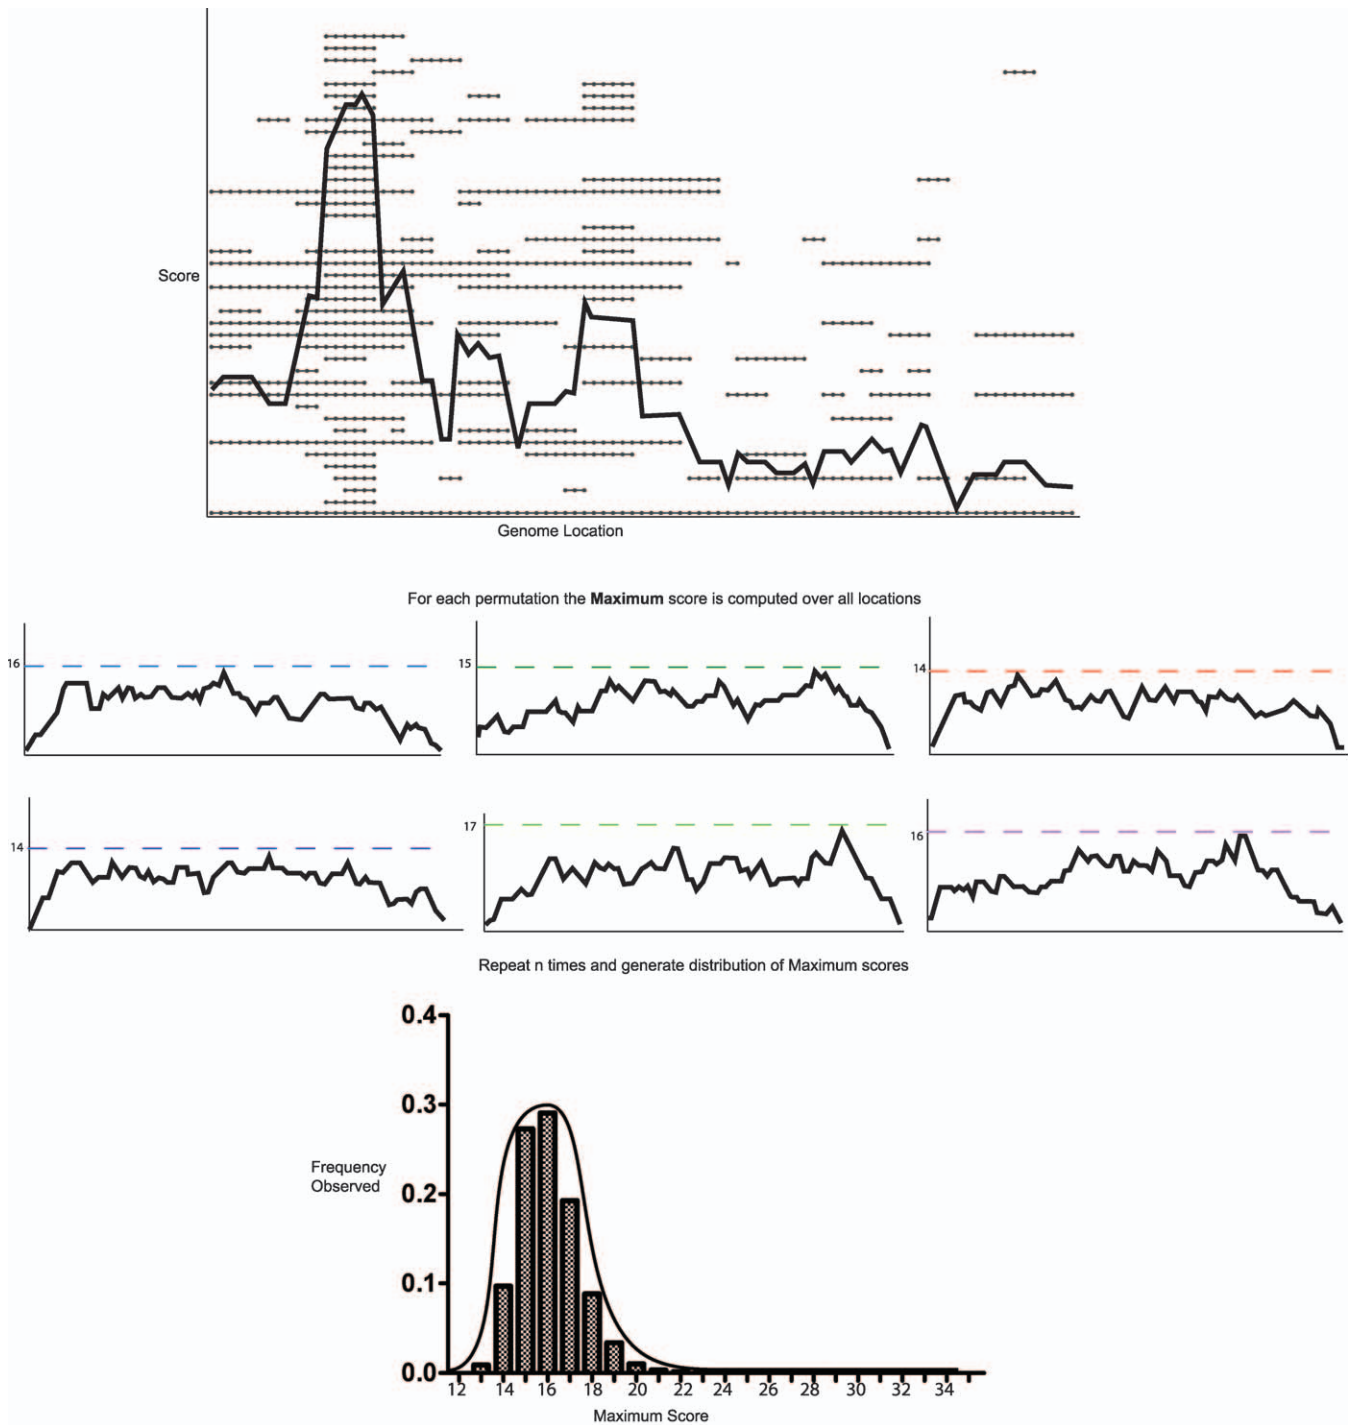 Score
Genome Location
For each permutation the Maximum score is computed over all locations
16
15
14
14
17
16
Repeat n times and generate distribution of Maximum scores
0.4
0.3
Frequency
Observed
0.2
0.1
0.0
12 14 16 18 20 22 24 26 28 30 32 34
Maximum Score